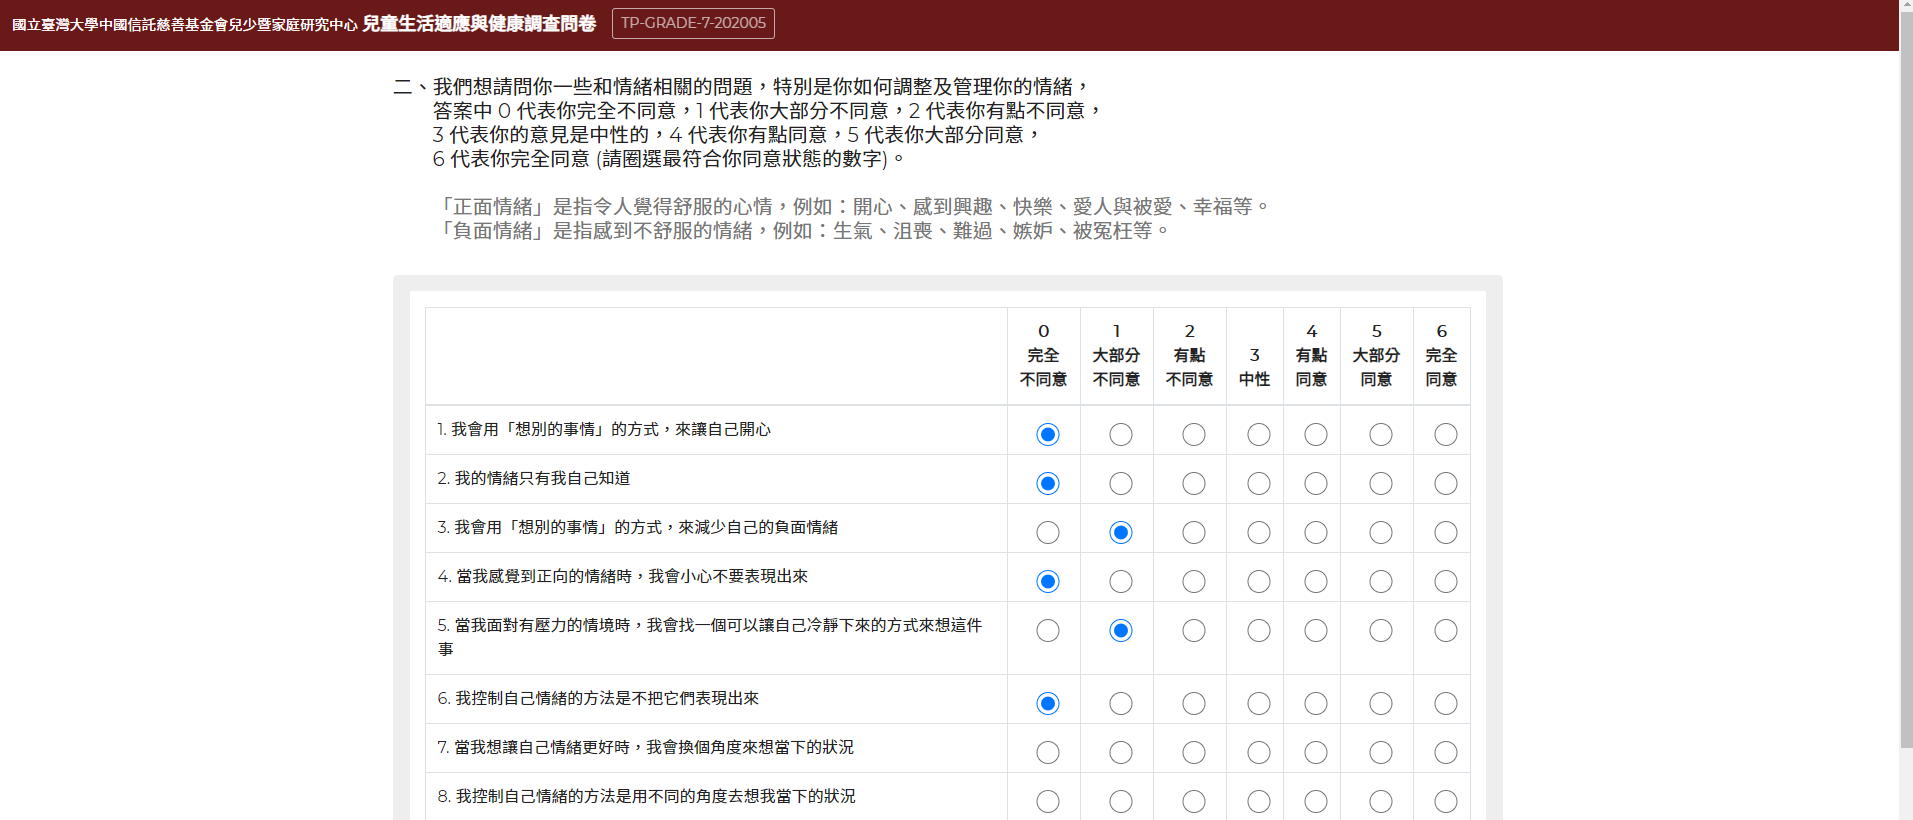 國立臺灣大學中國信託慈善基金會兒少暨家庭研究中心 兒童生活適應與健康調查問卷 TP-GRADE-7-202005
二、我們想請問你一些和情緒相關的問題，特別是你如何調整及管理你的情緒，
答案中 0 代表你完全不同意，1 代表你大部分不同意，2 代表你有點不同意，
3 代表你的意見是中性的，4 代表你有點同意，5 代表你大部分同意，
6 代表你完全同意 (請圈選最符合你同意狀態的數字)。
「正面情緒」是指令人覺得舒服的心情，例如：開心、感到興趣、快樂、愛人與被愛、幸福等。
「負面情緒」是指感到不舒服的情緒，例如：生氣、沮喪、難過、嫉妒、被冤枉等。
0 完全 不同意
1 大部分 不同意
2 有點 不同意
3 中性
4 有點 同意
5 大部分 同意
6 完全 同意
1. 我會用「想別的事情」的方式，來讓自己開心
2. 我的情緒只有我自己知道
3. 我會用「想別的事情」的方式，來減少自己的負面情緒
4. 當我感覺到正向的情緒時，我會小心不要表現出來
5. 當我面對有壓力的情境時，我會找一個可以讓自己冷靜下來的方式來想這件
事
6. 我控制自己情緒的方法是不把它們表現出來
7. 當我想讓自己情緒更好時，我會換個角度來想當下的狀況
8. 我控制自己情緒的方法是用不同的角度去想我當下的狀況